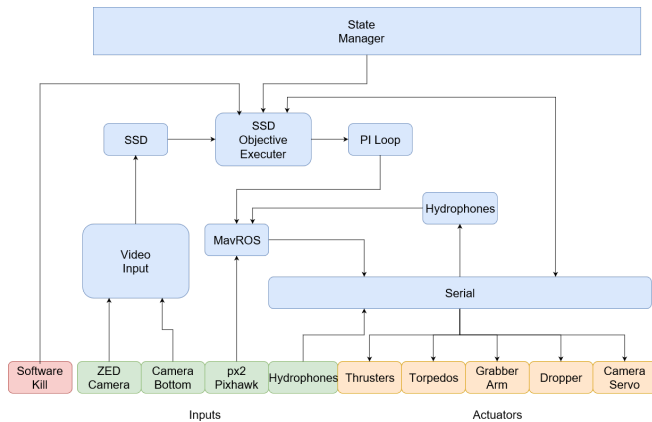 State
Manager
SSD
SSD
Objective
Executer
PI Loop
Hydrophones
Video
Input
MavROS
Serial
Software
Kill
ZED
Camera
Camera
Bottom
px2
Pixhawk
Hydrophones
Thrusters
Torpedos
Grabber
Arm
Dropper
Camera
Servo
Inputs
Actuators